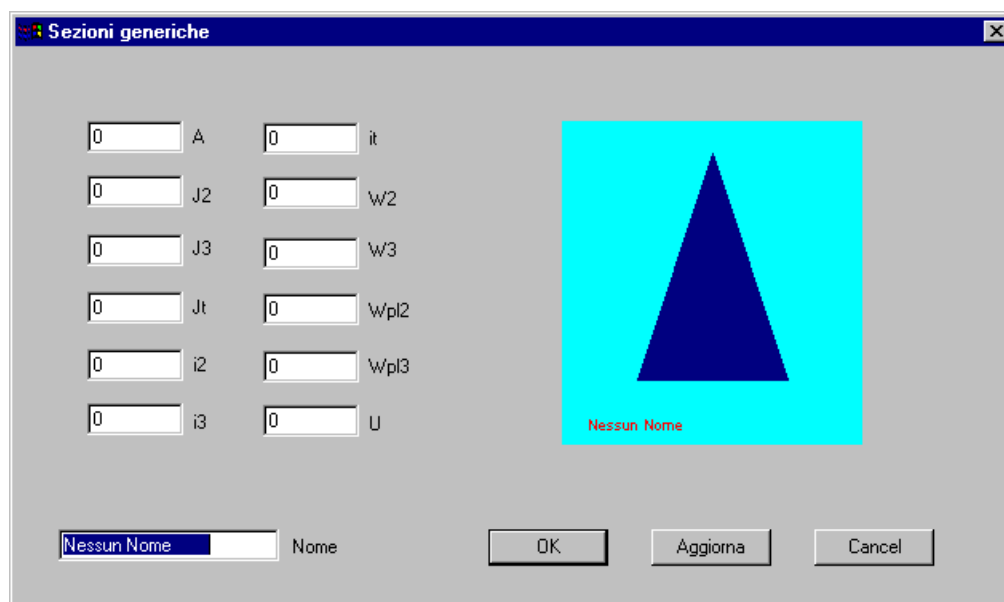 Sezioni generiche
0 A 0 it
0 J2 0 W2
0 J3 0 W3
0 Jt 0 Wpl2
0 i2 0 Wpl3
0 i3 0 U
Nessun Nome
Nessun Nome Nome OK Aggiorna Cancel